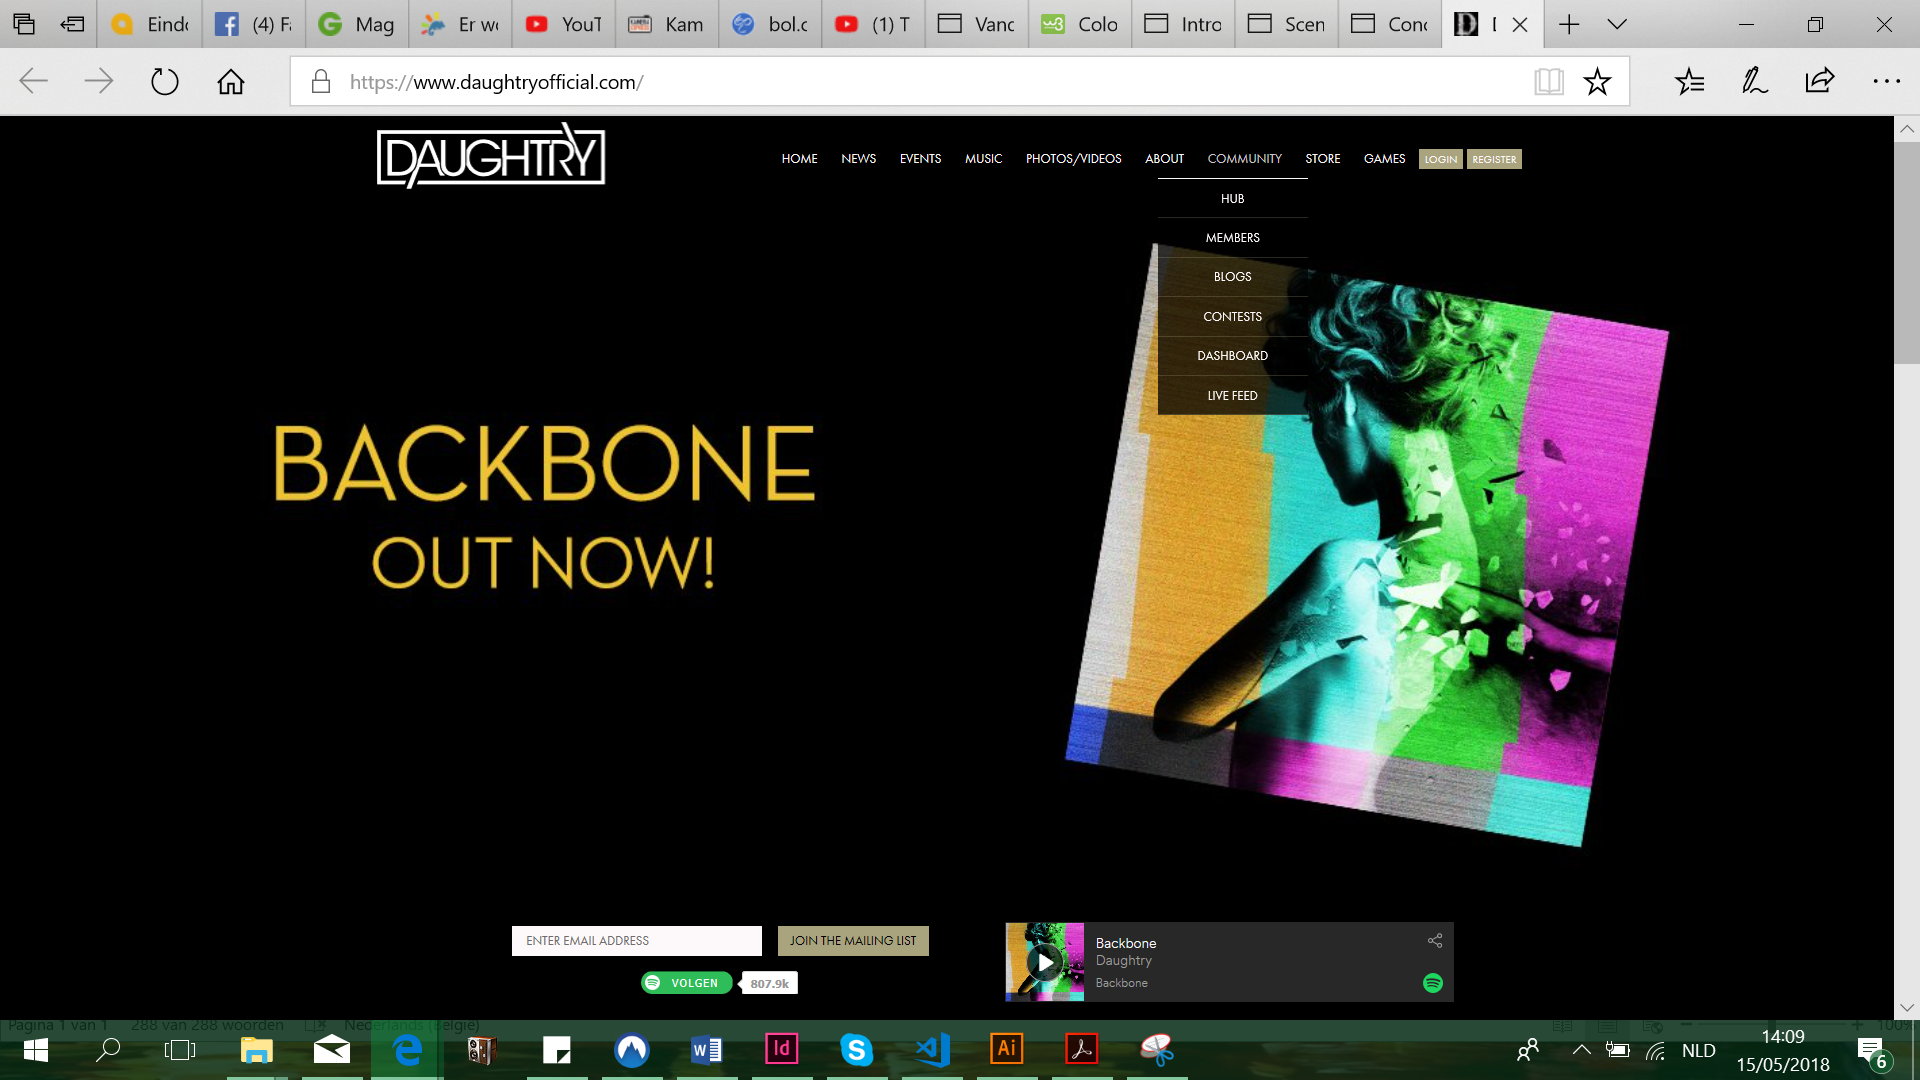 Eind
(4) Fa
Mag
Er w
YouT
Kam
bol.c
(1) T
Vanc
Colo
Intro
Scen
Conc
https://www.daughtryofficial.com/
DAUGHTRY
HOME NEWS EVENTS MUSIC PHOTOS/VIDEOS ABOUT COMMUNITY STORE GAMES LOGIN REGISTER
HUB
MEMBERS
BLOGS
CONTESTS
DASHBOARD
LIVE FEED
BACKBONE
OUT NOW!
ENTER EMAIL ADDRESS
JOIN THE MAILING LIST
VOLGEN 807.9k
Backbone
Daughtry
Backbone
Pagina 1 van 1 288 van 288 woorden Nederlands (België) 100%
NLD
14:09
15/05/2018
6